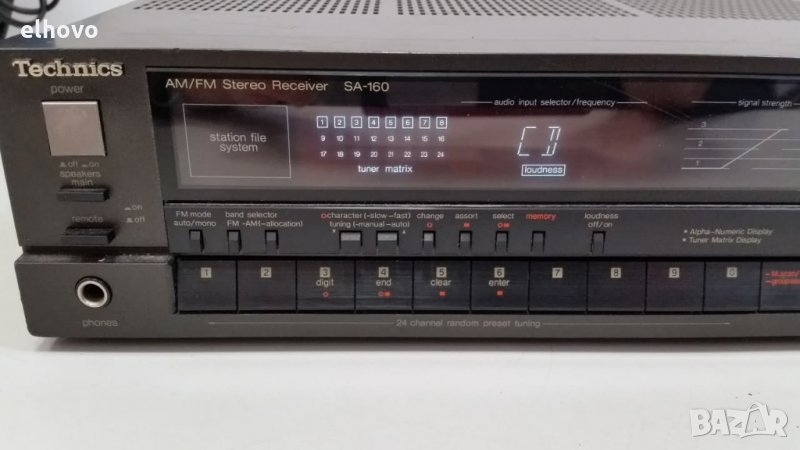 elhovo
Technics
AM/FM Stereo Receiver SA-160
power
audio input selector/frequency
signal strength
station file
system
1 2 3 4 5 6 7 8
9 10 11 12 13 14 15 16
17 18 19 20 21 22 23 24
tuner matrix
CD
loudness
3
2
1
off on
speakers
main
remote
on
off
FM mode
auto/mono
band selector
FM -AM(-allocation)
character(-slow-fast)
tuning (-manual-auto)
change
assort
select
memory
loudness
off/on
• Alpha-Numeric Display
• Tuner Matrix Display
1 2 3 4 5 6 7 8 9 0
digit
end
clear
enter
phones
24 channel random preset tuning
BAZAR